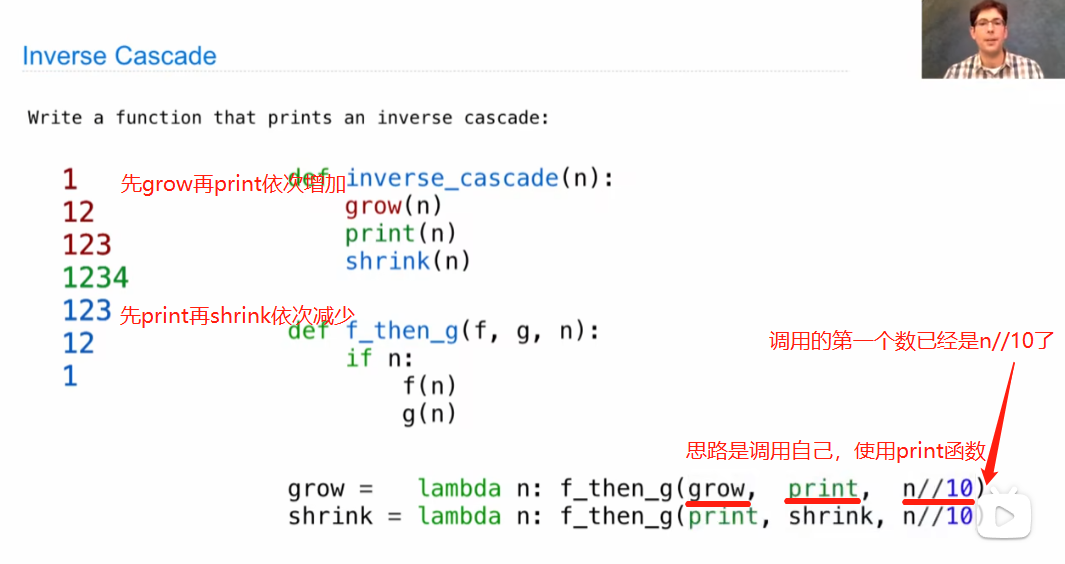 Inverse Cascade
Write a function that prints an inverse cascade:
1
12
123
1234
123
12
1
先grow再print依次增加
先print再shrink依次减少
def inverse_cascade(n):
grow(n)
print(n)
shrink(n)
def f_then_g(f, g, n):
if n:
f(n)
g(n)
调用的第一个数已经是n//10了
思路是调用自己，使用print函数
grow = lambda n: f_then_g(grow, print, n//10)
shrink = lambda n: f_then_g(print, shrink, n//10)